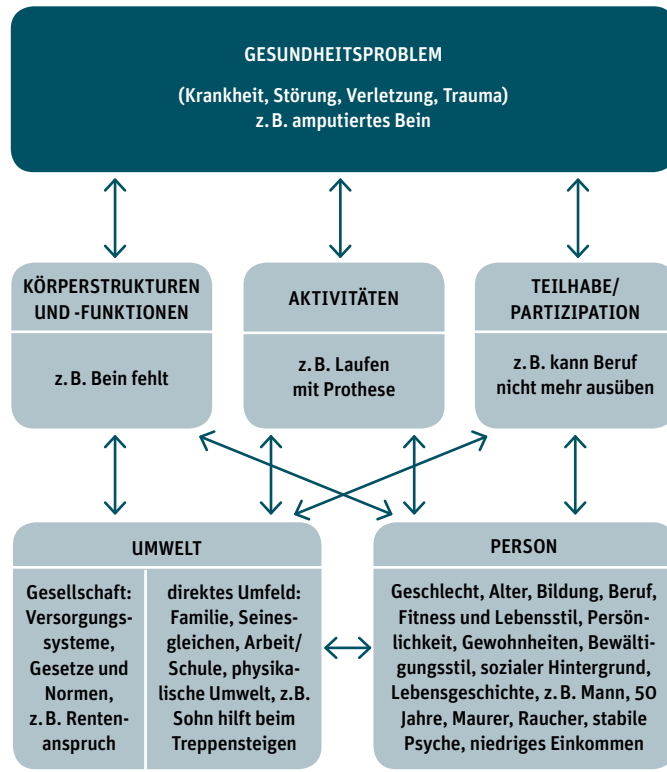 GESUNDHEITSPROBLEM
(Krankheit, Störung, Verletzung, Trauma)
z. B. amputiertes Bein
KÖRPERSTRUKTUREN
UND -FUNKTIONEN
z. B. Bein fehlt
AKTIVITÄTEN
z. B. Laufen
mit Prothese
TEILHABE/
PARTIZIPATION
z. B. kann Beruf
nicht mehr ausüben
UMWELT
Gesellschaft:
Versorgungs-
systeme,
Gesetze und
Normen,
z. B. Renten-
anspruch
direktes Umfeld:
Familie, Seines-
gleichen, Arbeit/
Schule, physika-
lische Umwelt, z.B.
Sohn hilft beim
Treppensteigen
PERSON
Geschlecht, Alter, Bildung, Beruf,
Fitness und Lebensstil, Persön-
lichkeit, Gewohnheiten, Bewälti-
gungsstil, sozialer Hintergrund,
Lebensgeschichte, z. B. Mann, 50
Jahre, Maurer, Raucher, stabile
Psyche, niedriges Einkommen